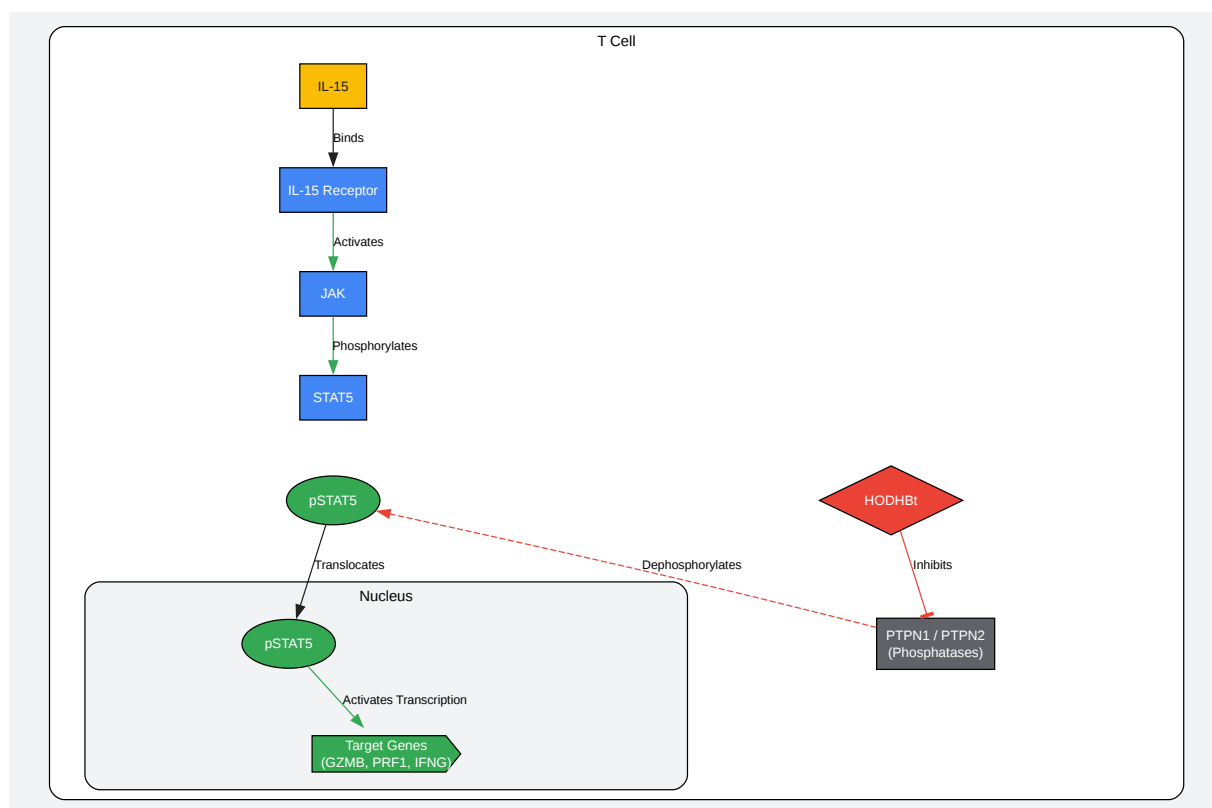 T Cell
IL-15
Binds
IL-15 Receptor
Activates
JAK
Phosphorylates
STAT5
pSTAT5
HODHBt
Translocates
Dephosphorylates
Inhibits
Nucleus
pSTAT5
PTPN1 / PTPN2
(Phosphatases)
Activates Transcription
Target Genes
(GZMB, PRF1, IFNG)